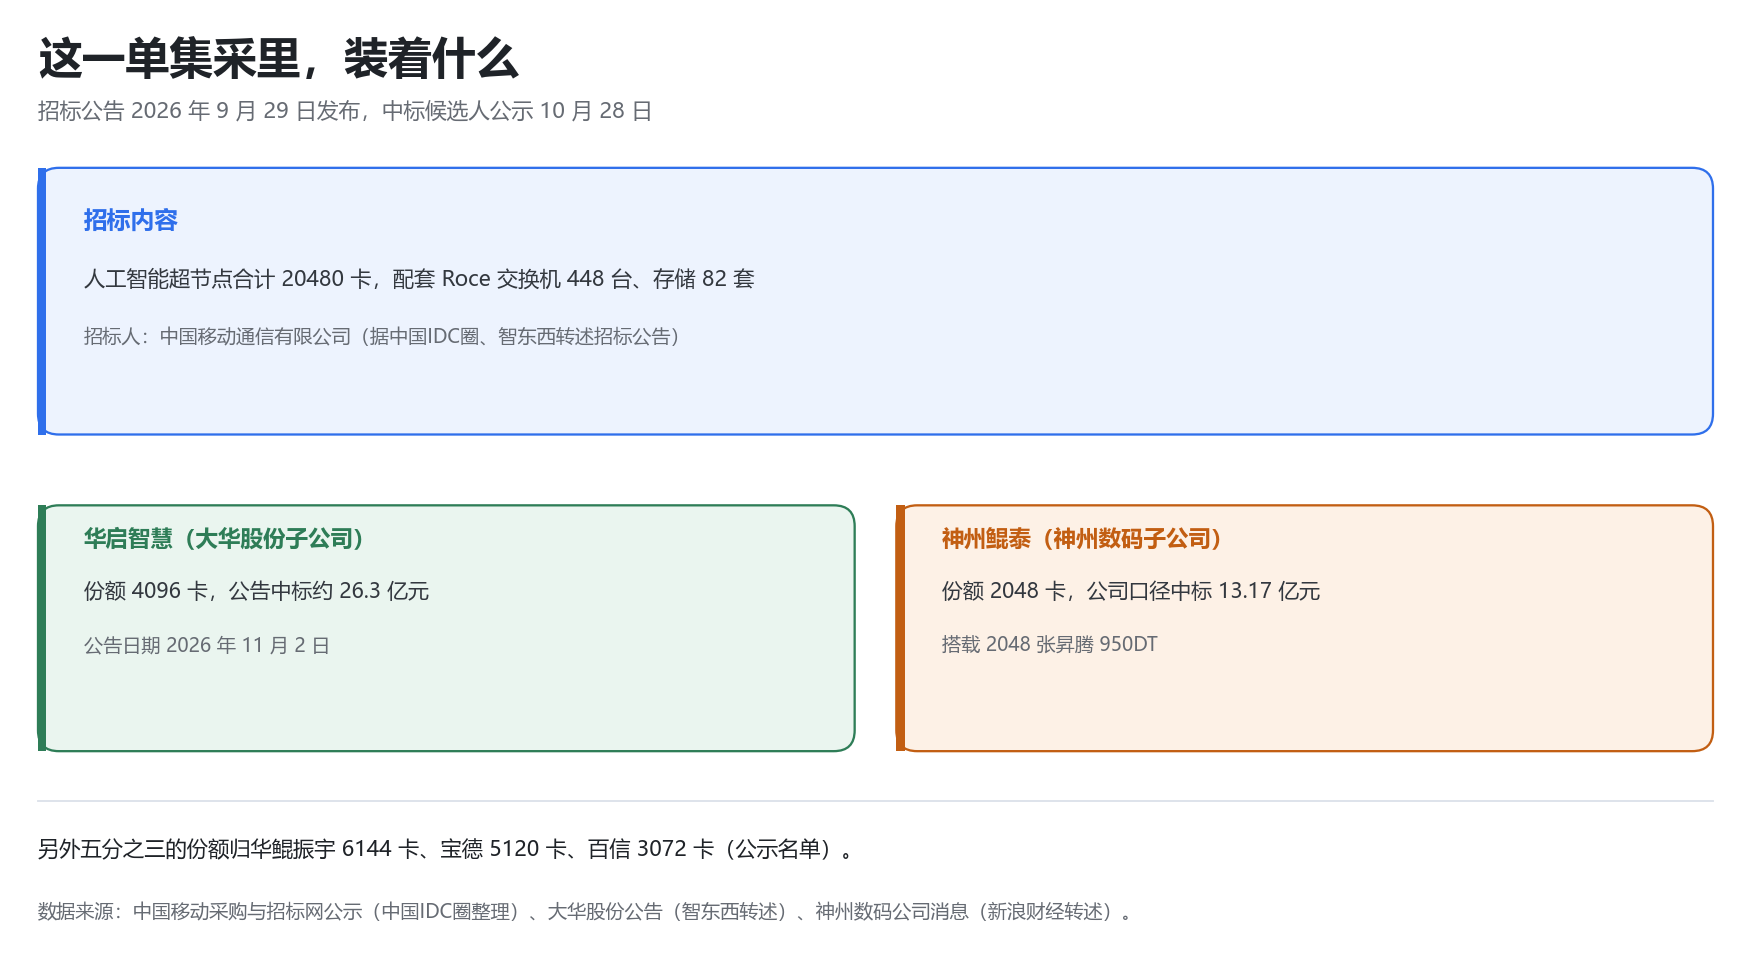 这一单集采里，装着什么
招标公告 2026 年 9 月 29 日发布，中标候选人公示 10 月 28 日
招标内容
人工智能超节点合计 20480 卡，配套 Roce 交换机 448 台、存储 82 套
招标人：中国移动通信有限公司（据中国IDC圈、智东西转述招标公告）
华启智慧（大华股份子公司）
份额 4096 卡，公告中标约 26.3 亿元
公告日期 2026 年 11 月 2 日
神州鲲泰（神州数码子公司）
份额 2048 卡，公司口径中标 13.17 亿元
搭载 2048 张昇腾 950DT
另外五分之三的份额归华鲲振宇 6144 卡、宝德 5120 卡、百信 3072 卡（公示名单）。
数据来源：中国移动采购与招标网公示（中国IDC圈整理）、大华股份公告（智东西转述）、神州数码公司消息（新浪财经转述）。